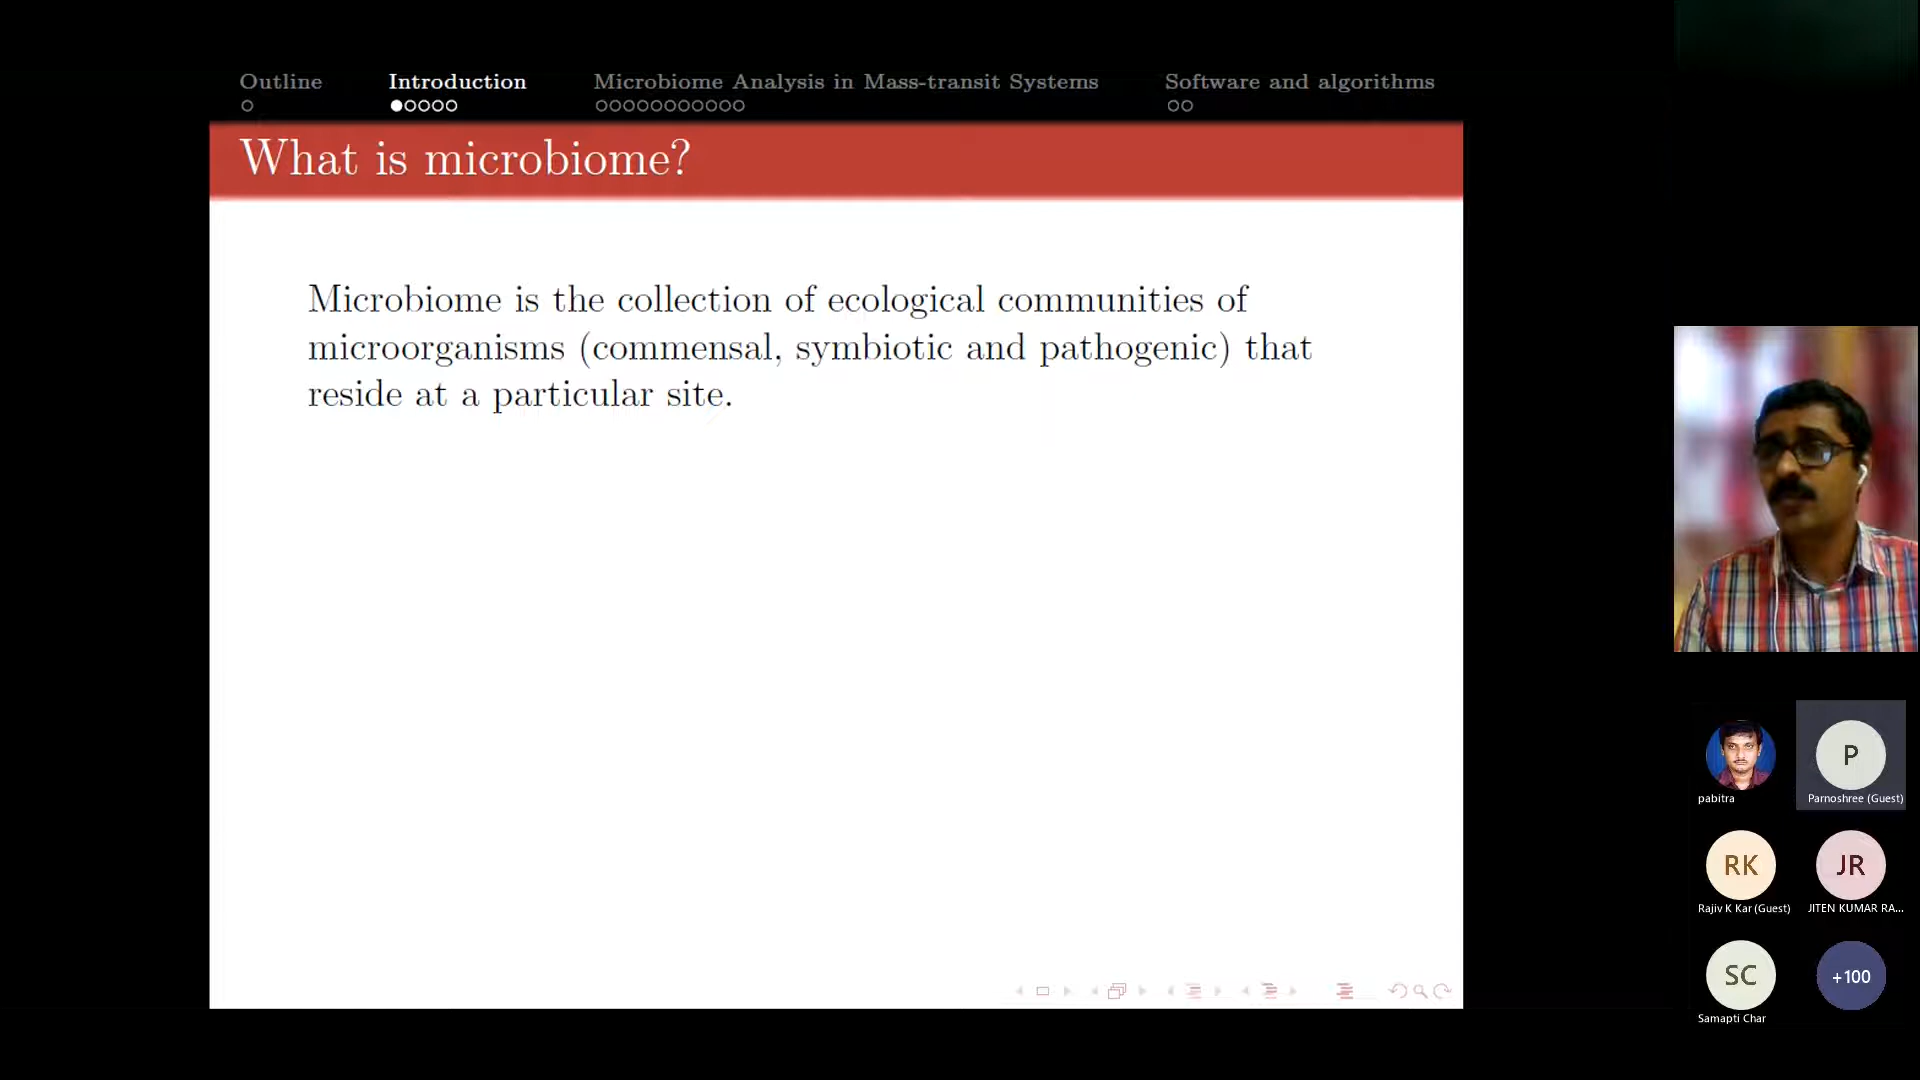 Outline
Introduction
Microbiome Analysis in Mass-transit Systems
Software and algorithms
What is microbiome?
Microbiome is the collection of ecological communities of
microorganisms (commensal, symbiotic and pathogenic) that
reside at a particular site.
pabitra
P
Parnoshree (Guest)
RK
Rajiv K Kar (Guest)
JR
JITEN KUMAR RA...
SC
Samapti Char
+100